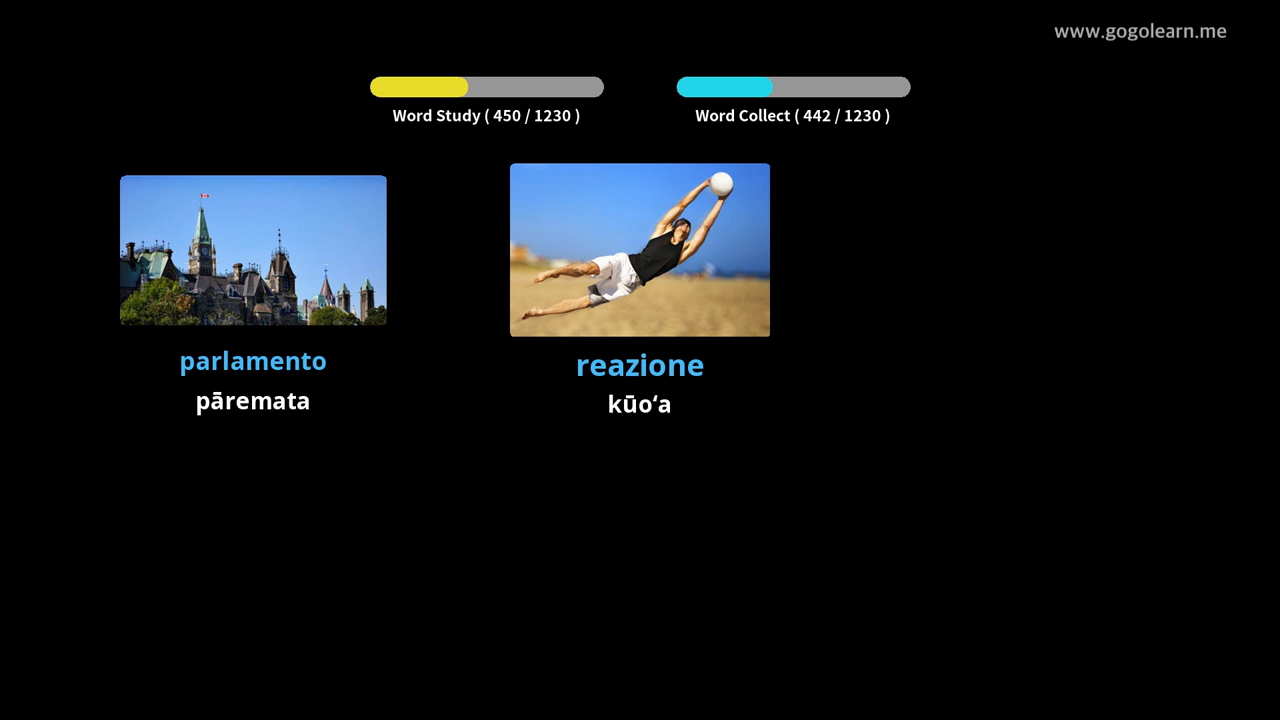 www.gogolearn.me
Word Study ( 450 / 1230 )
Word Collect ( 442 / 1230 )
parlamento
pāremata
reazione
kūoʻa